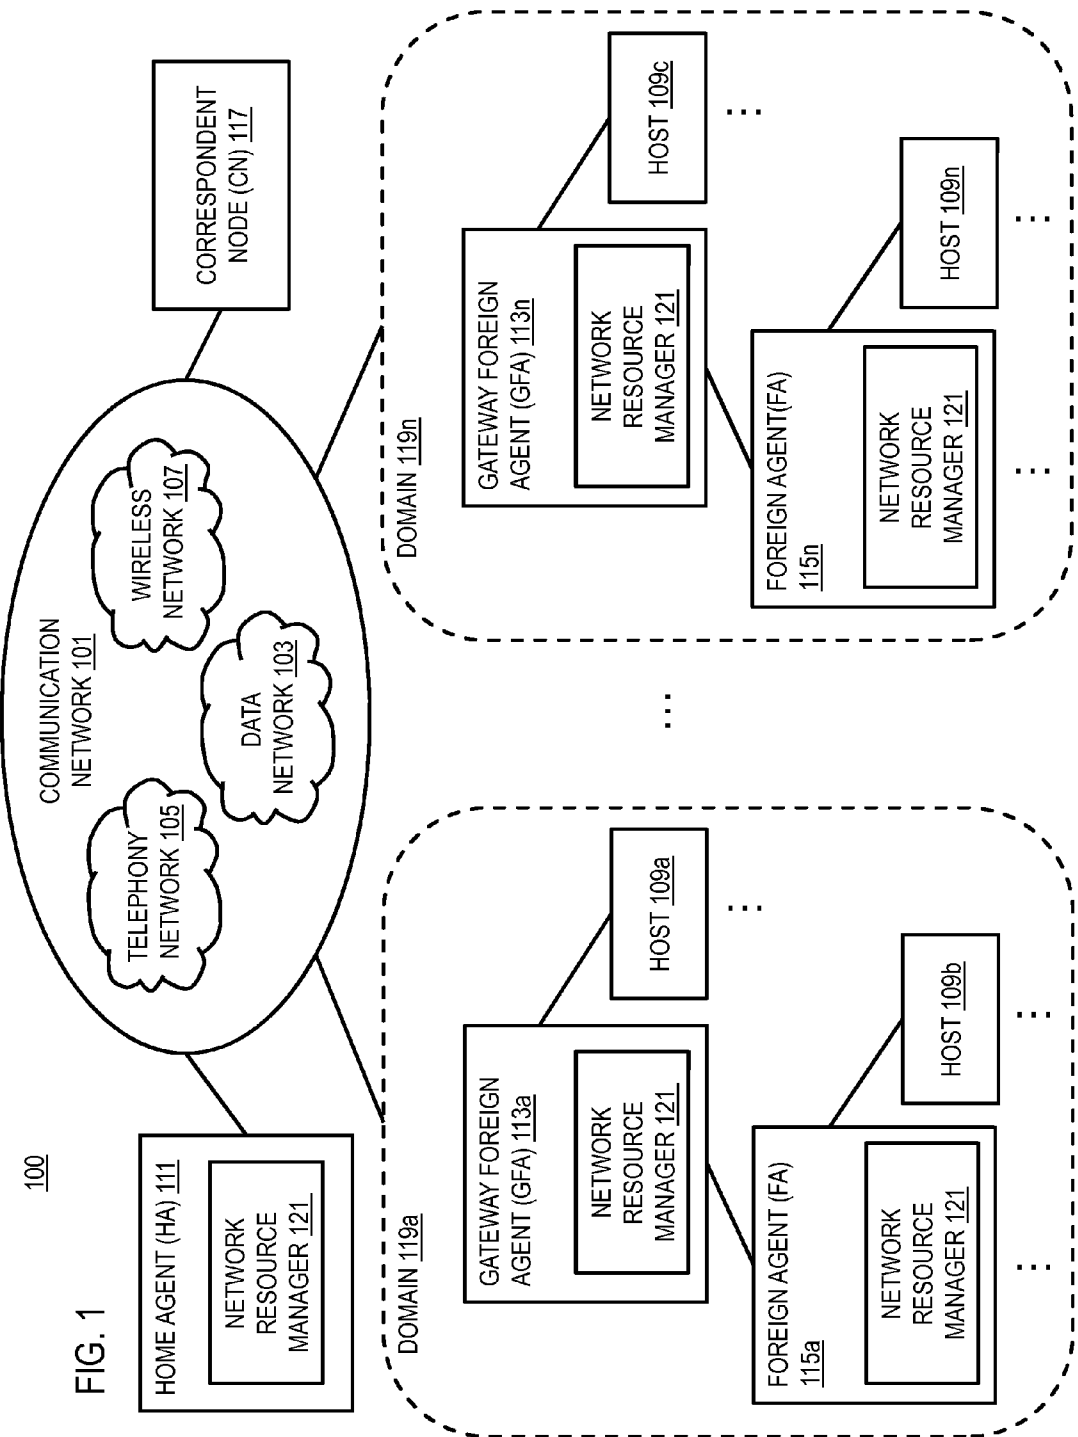 FIG. 1
100
COMMUNICATION
NETWORK 101
TELEPHONY
NETWORK 105
WIRELESS
NETWORK 107
DATA
NETWORK 103
HOME AGENT (HA) 111
NETWORK
RESOURCE
MANAGER 121
CORRESPONDENT
NODE (CN) 117
DOMAIN 119a
GATEWAY FOREIGN
AGENT (GFA) 113a
NETWORK
RESOURCE
MANAGER 121
HOST 109a
...
FOREIGN AGENT (FA)
115a
NETWORK
RESOURCE
MANAGER 121
HOST 109b
...
...
...
DOMAIN 119n
GATEWAY FOREIGN
AGENT (GFA) 113n
NETWORK
RESOURCE
MANAGER 121
HOST 109c
...
FOREIGN AGENT(FA)
115n
NETWORK
RESOURCE
MANAGER 121
HOST 109n
...
...